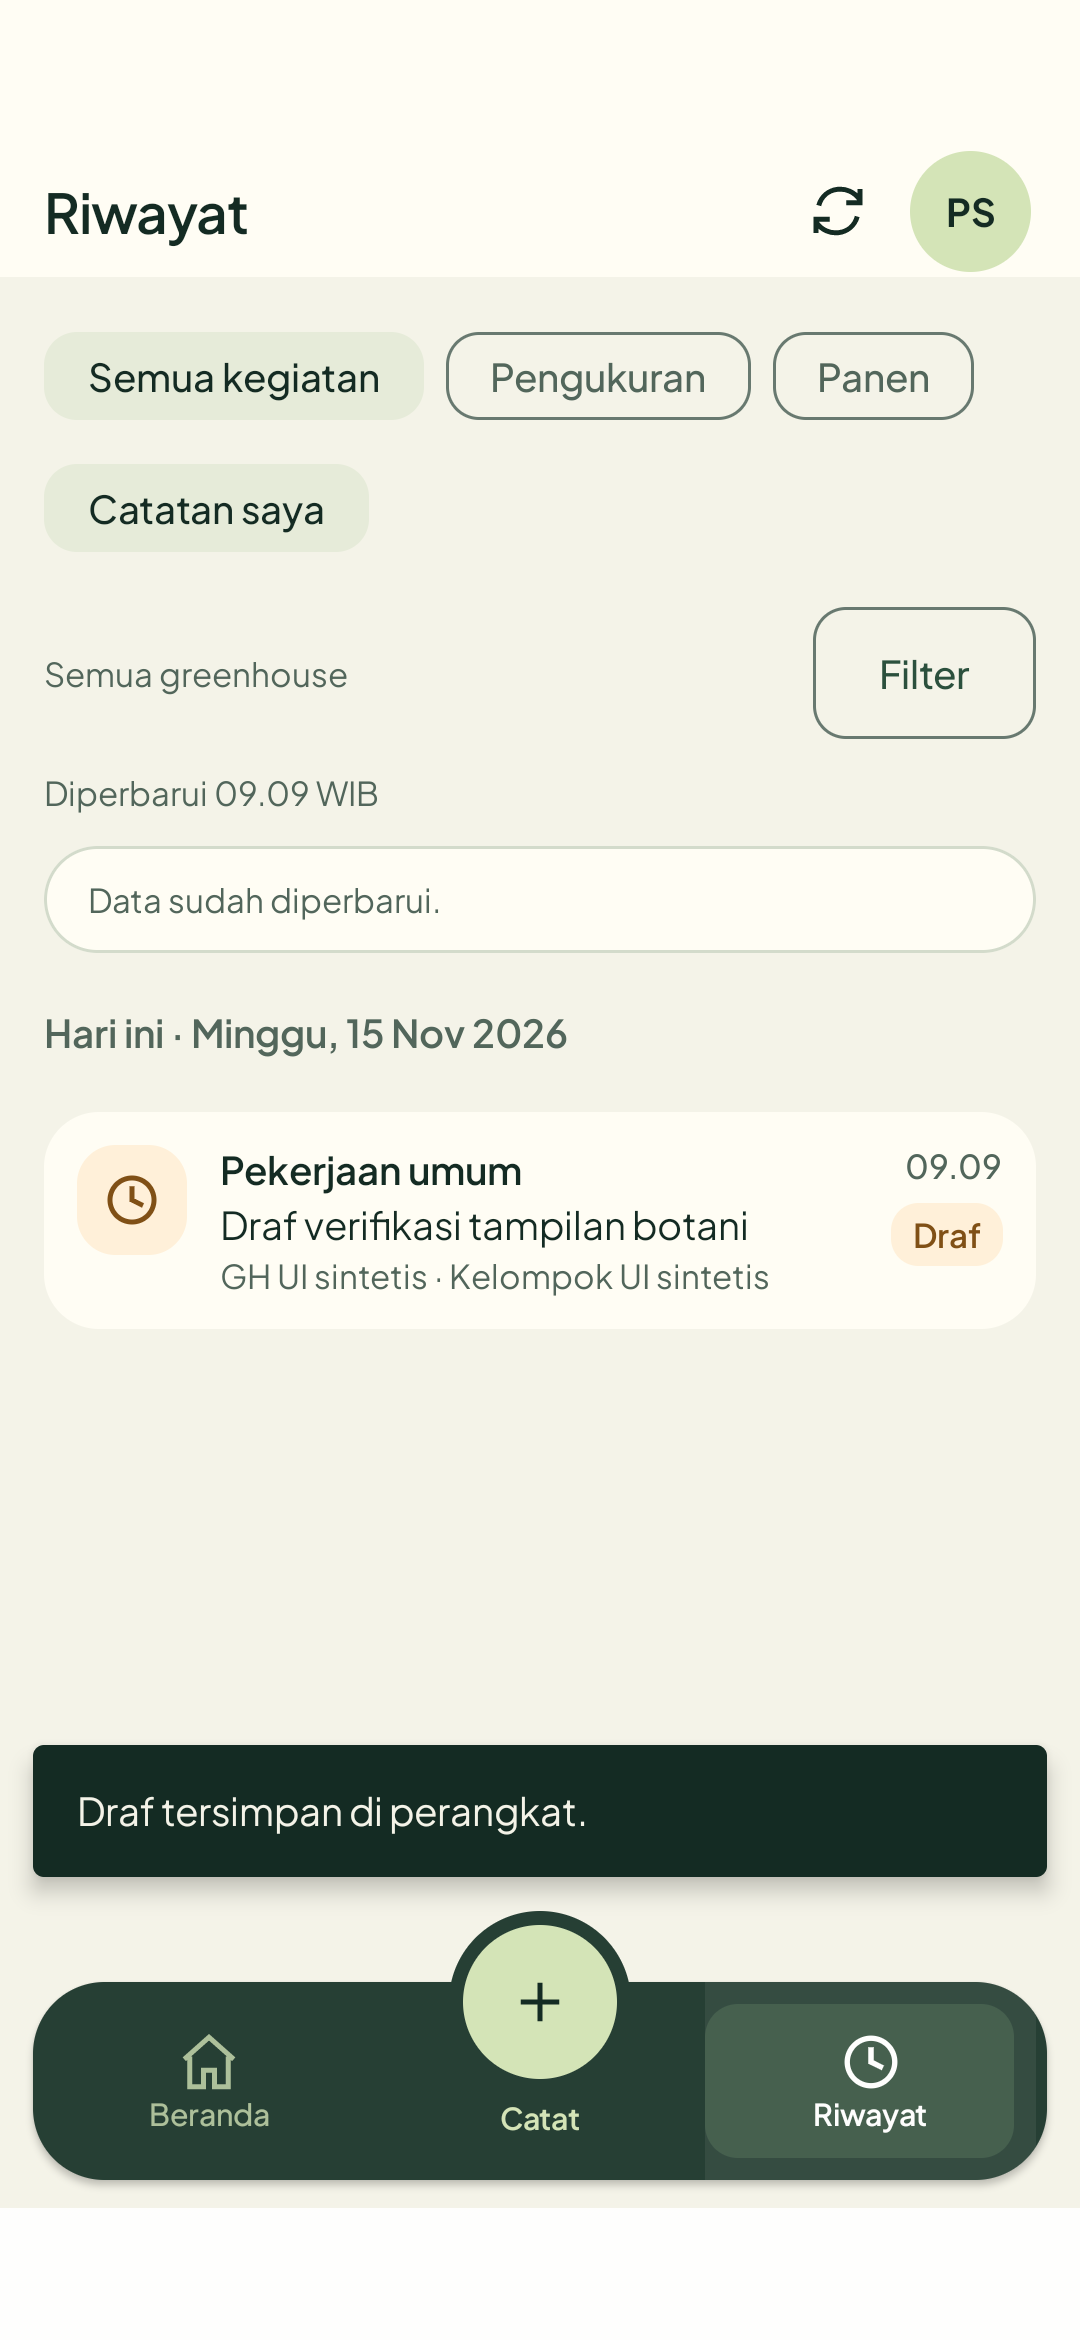 Riwayat
PS
Semua kegiatan
Pengukuran
Panen
Catatan saya
Semua greenhouse
Filter
Diperbarui 09.09 WIB
Data sudah diperbarui.
Hari ini · Minggu, 15 Nov 2026
Pekerjaan umum
09.09
Draf verifikasi tampilan botani
Draf
GH UI sintetis · Kelompok UI sintetis
Draf tersimpan di perangkat.
Beranda
Catat
Riwayat